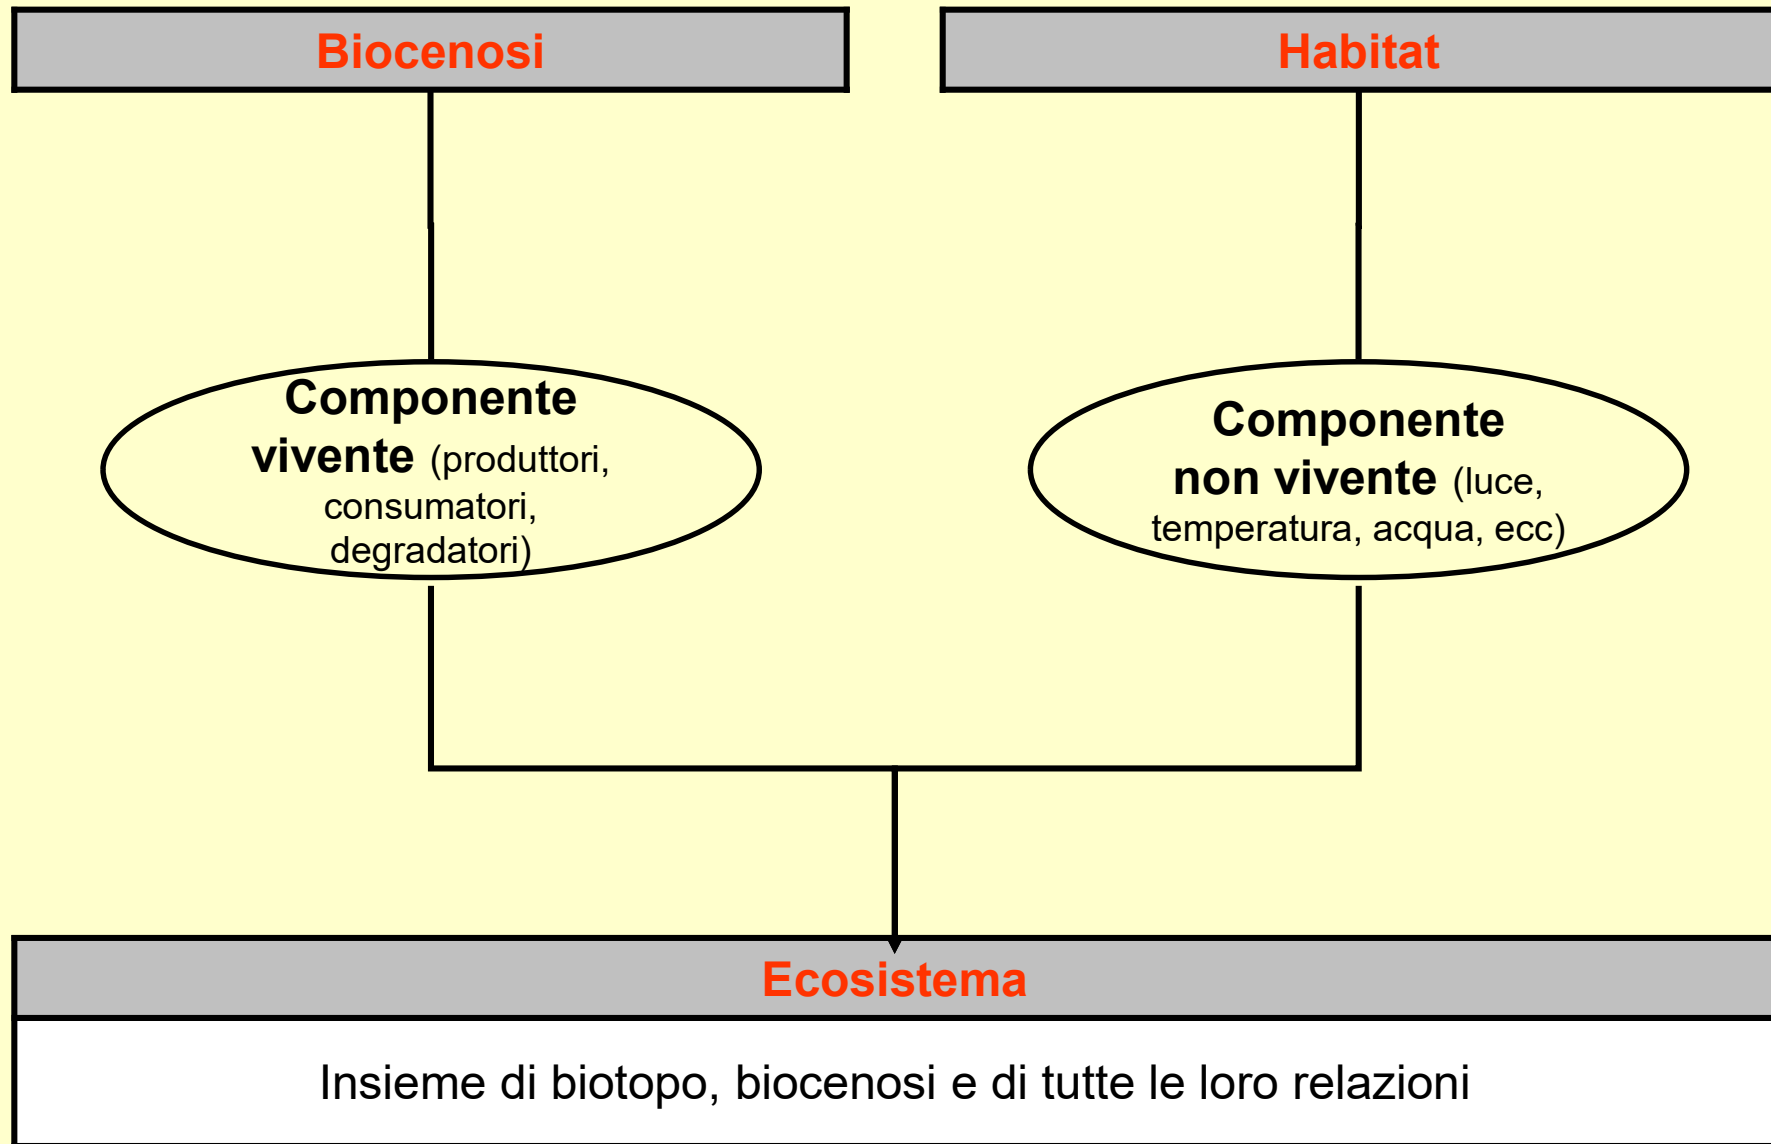 Biocenosi
Habitat
Componente
vivente (produttori,
consumatori,
degradatori)
Componente
non vivente (luce,
temperatura, acqua, ecc)
Ecosistema
Insieme di biotopo, biocenosi e di tutte le loro relazioni